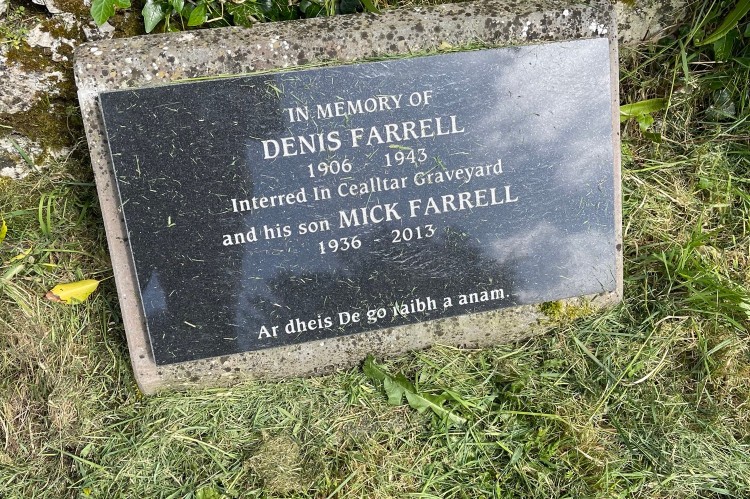 IN MEMORY OF
DENIS FARRELL
1906 1943
Interred In Cealltar Graveyard
and his son MICK FARRELL
1936 - 2013
Ar dheis De go raibh a anam.